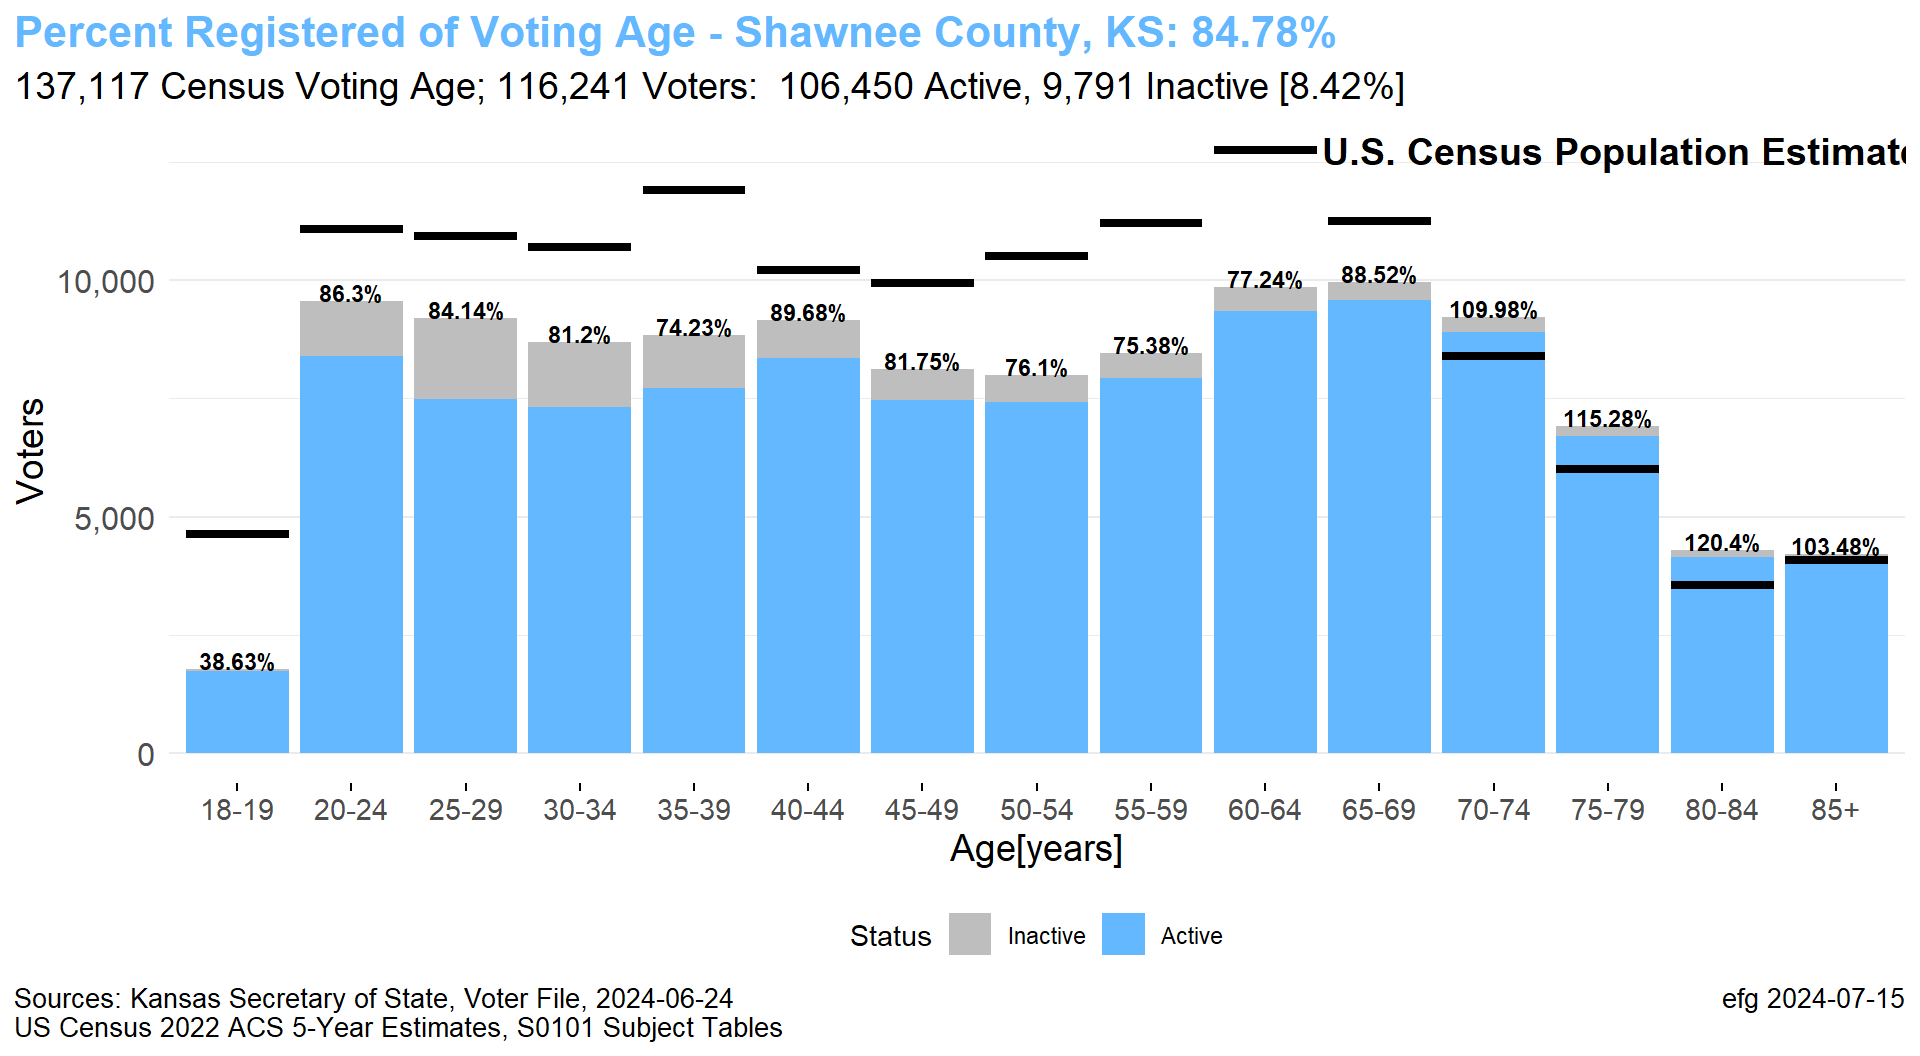 Percent Registered of Voting Age - Shawnee County, KS: 84.78%
137,117 Census Voting Age; 116,241 Voters:  106,450 Active, 9,791 Inactive [8.42%]
U.S. Census Population Estimate
10,000
5,000
0
Voters
38.63%
86.3%
84.14%
81.2%
74.23%
89.68%
81.75%
76.1%
75.38%
77.24%
88.52%
109.98%
115.28%
120.4%
103.48%
18-19 20-24 25-29 30-34 35-39 40-44 45-49 50-54 55-59 60-64 65-69 70-74 75-79 80-84 85+
Age[years]
Status Inactive Active
Sources: Kansas Secretary of State, Voter File, 2024-06-24
US Census 2022 ACS 5-Year Estimates, S0101 Subject Tables
efg 2024-07-15